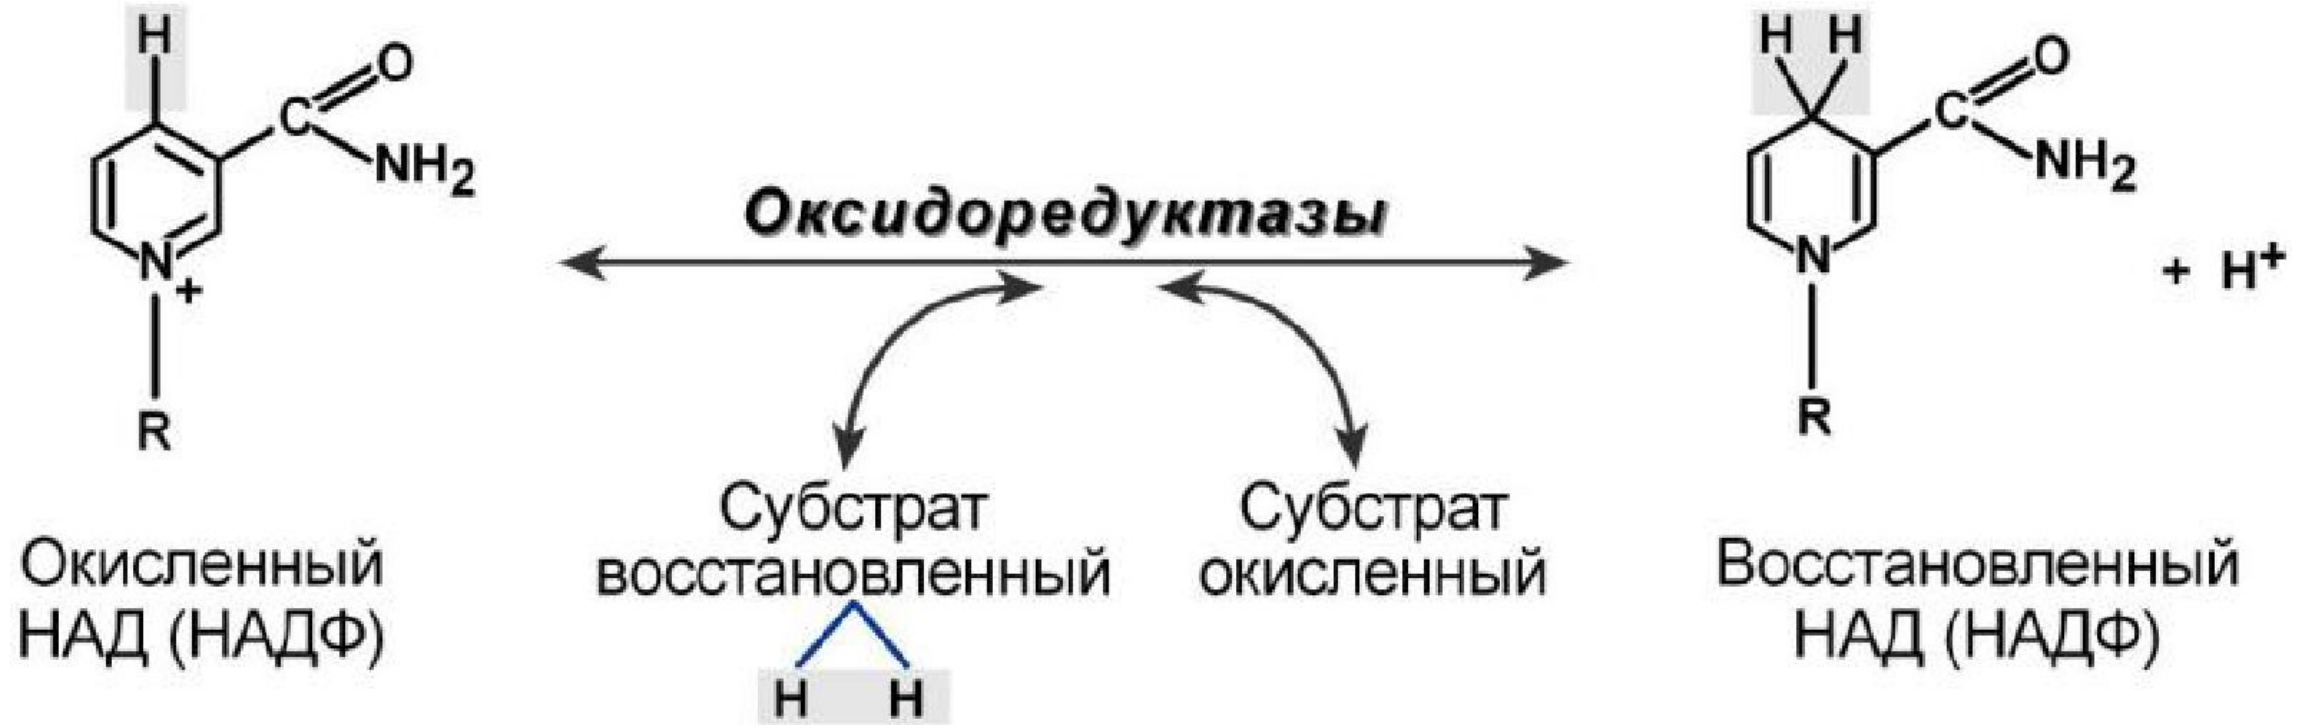 H
O
C
NH2
N
+
R
Окисленный
НАД (НАДФ)
Оксидоредуктазы
Субстрат
восстановленный
H H
Субстрат
окисленный
H H
O
C
NH2
N
+ H+
R
Восстановленный
НАД (НАДФ)